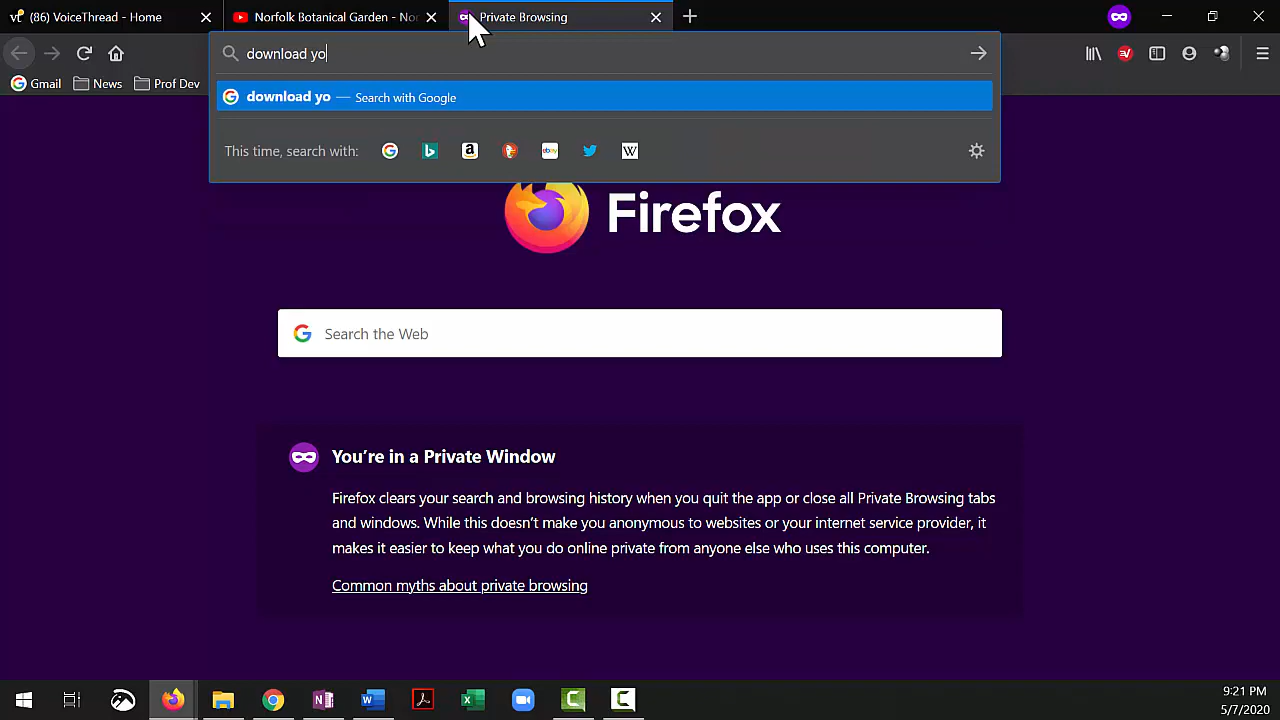 (86) VoiceThread - Home
Norfolk Botanical Garden - Nor
Private Browsing
download yo
Gmail
News
Prof Dev
download yo — Search with Google
This time, search with:
Firefox
Search the Web
You're in a Private Window
Firefox clears your search and browsing history when you quit the app or close all Private Browsing tabs
and windows. While this doesn't make you anonymous to websites or your internet service provider, it
makes it easier to keep what you do online private from anyone else who uses this computer.
Common myths about private browsing
9:21 PM
5/7/2020